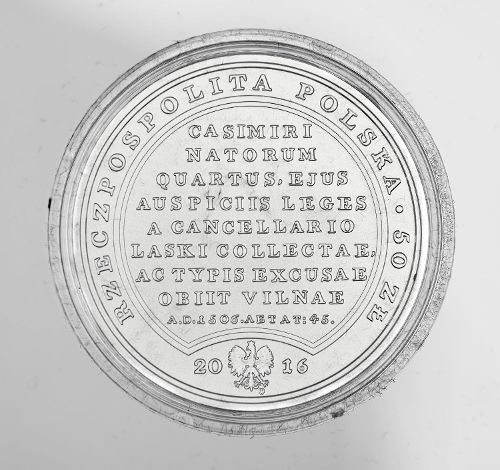 RZECZPOSPOLITA POLSKA · 50 ZŁ
CASIMIRI
NATORUM
QUARTUS, EJUS
AUSPICIIS LEGES
A CANCELLARIO
LASKI COLLECTAE,
AC TYPIS EXCUSAE
OBIIT VILNAE
A.D.1506.AETAT:45.
20 16